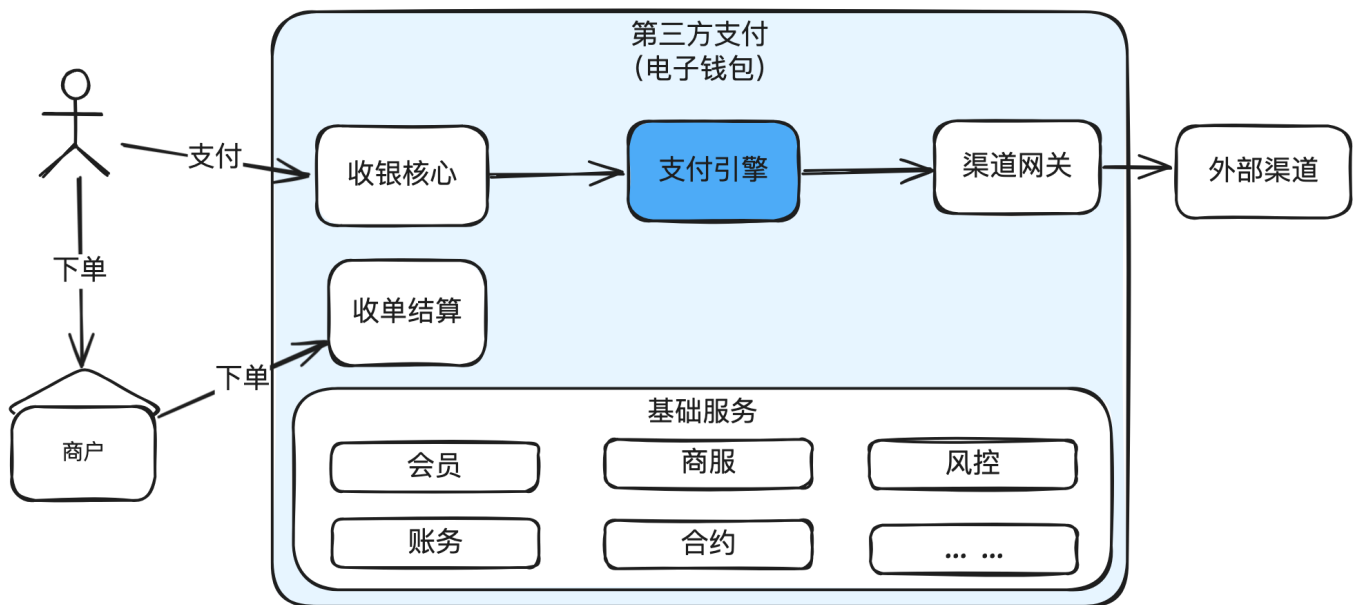 第三方支付
（电子钱包）
支付
收银核心
支付引擎
渠道网关
外部渠道
下单
收单结算
下单
商户
基础服务
会员
商服
风控
账务
合约
... ...